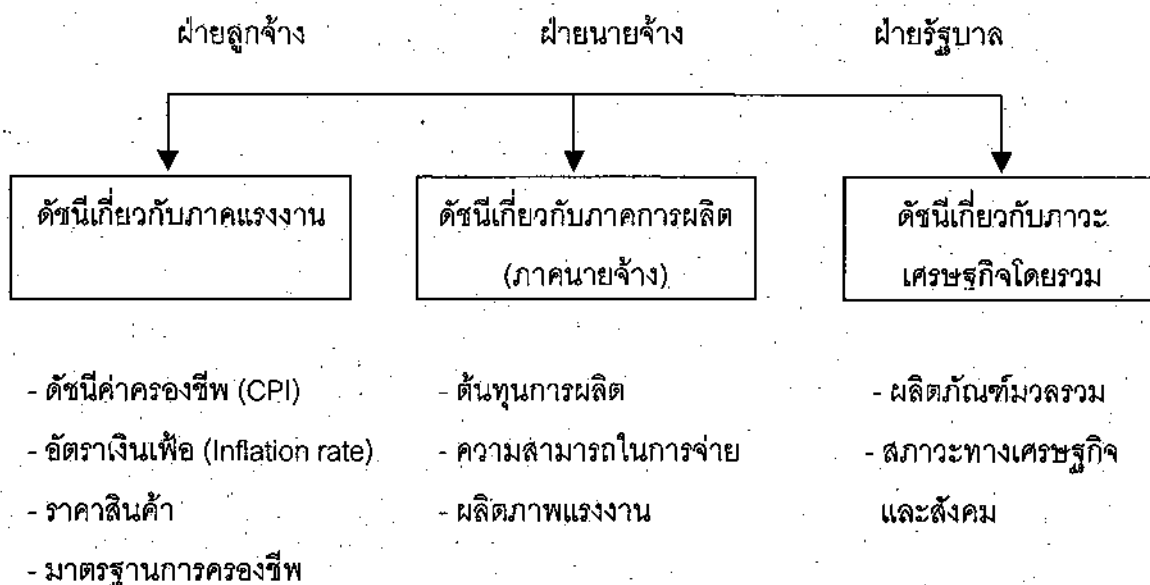 ฝ่ายลูกจ้าง
ฝ่ายนายจ้าง
ฝ่ายรัฐบาล
ดัชนีเกี่ยวกับภาคแรงงาน
ดัชนีเกี่ยวกับภาคการผลิต
(ภาคนายจ้าง)
ดัชนีเกี่ยวกับภาวะ
เศรษฐกิจโดยรวม
- ดัชนีค่าครองชีพ (CPI)
- อัตราเงินเฟ้อ (Inflation rate)
- ราคาสินค้า
- มาตรฐานการครองชีพ
- ต้นทุนการผลิต
- ความสามารถในการจ่าย
- ผลิตภาพแรงงาน
- ผลิตภัณฑ์มวลรวม
- สภาวะทางเศรษฐกิจ
และสังคม